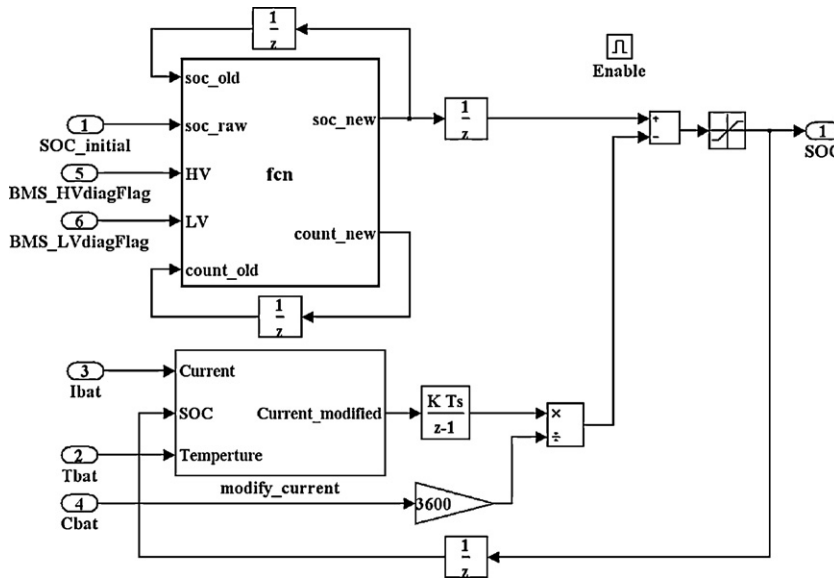 1
z
Enable
soc_old
1
SOC_initial
soc_raw
soc_new
1
z
+
−
1
SOC
5
BMS_HVdiagFlag
HV
fcn
6
BMS_LVdiagFlag
LV
count_new
count_old
1
z
3
Ibat
Current
SOC
Current_modified
K Ts
z-1
×
÷
2
Tbat
Temperture
modify_current
4
Cbat
3600
1
z